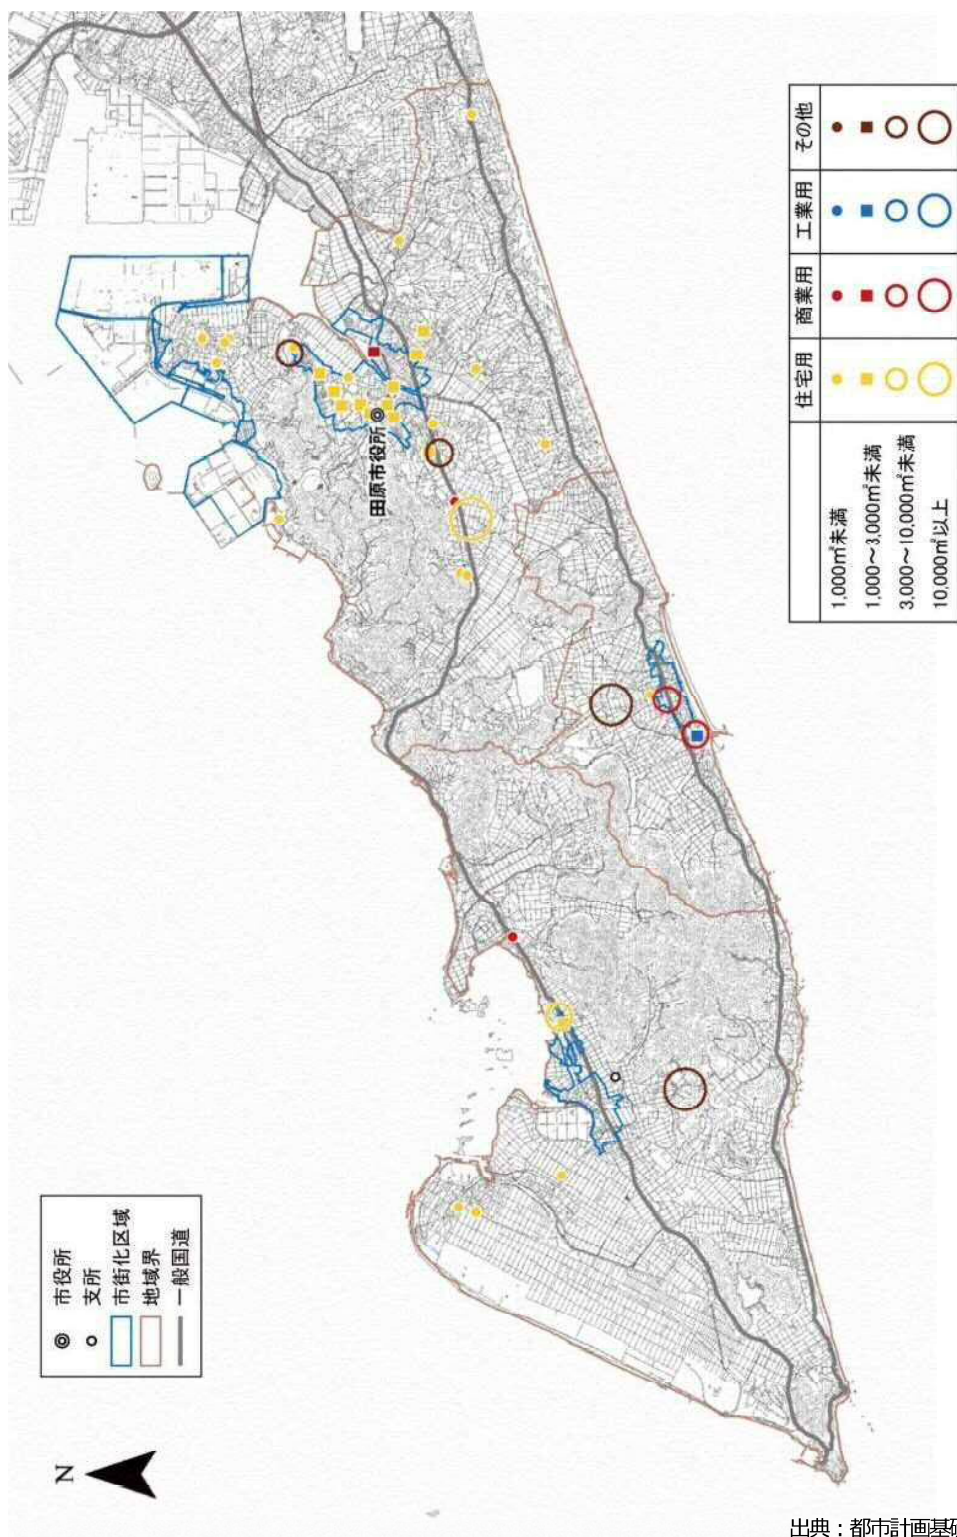 N
市役所
支所
市街化区域
地域界
一般国道
田原市役所
住宅用 商業用 工業用 その他
1,000㎡未満
1,000～3,000㎡未満
3,000～10,000㎡未満
10,000㎡以上
出典：都市計画基礎